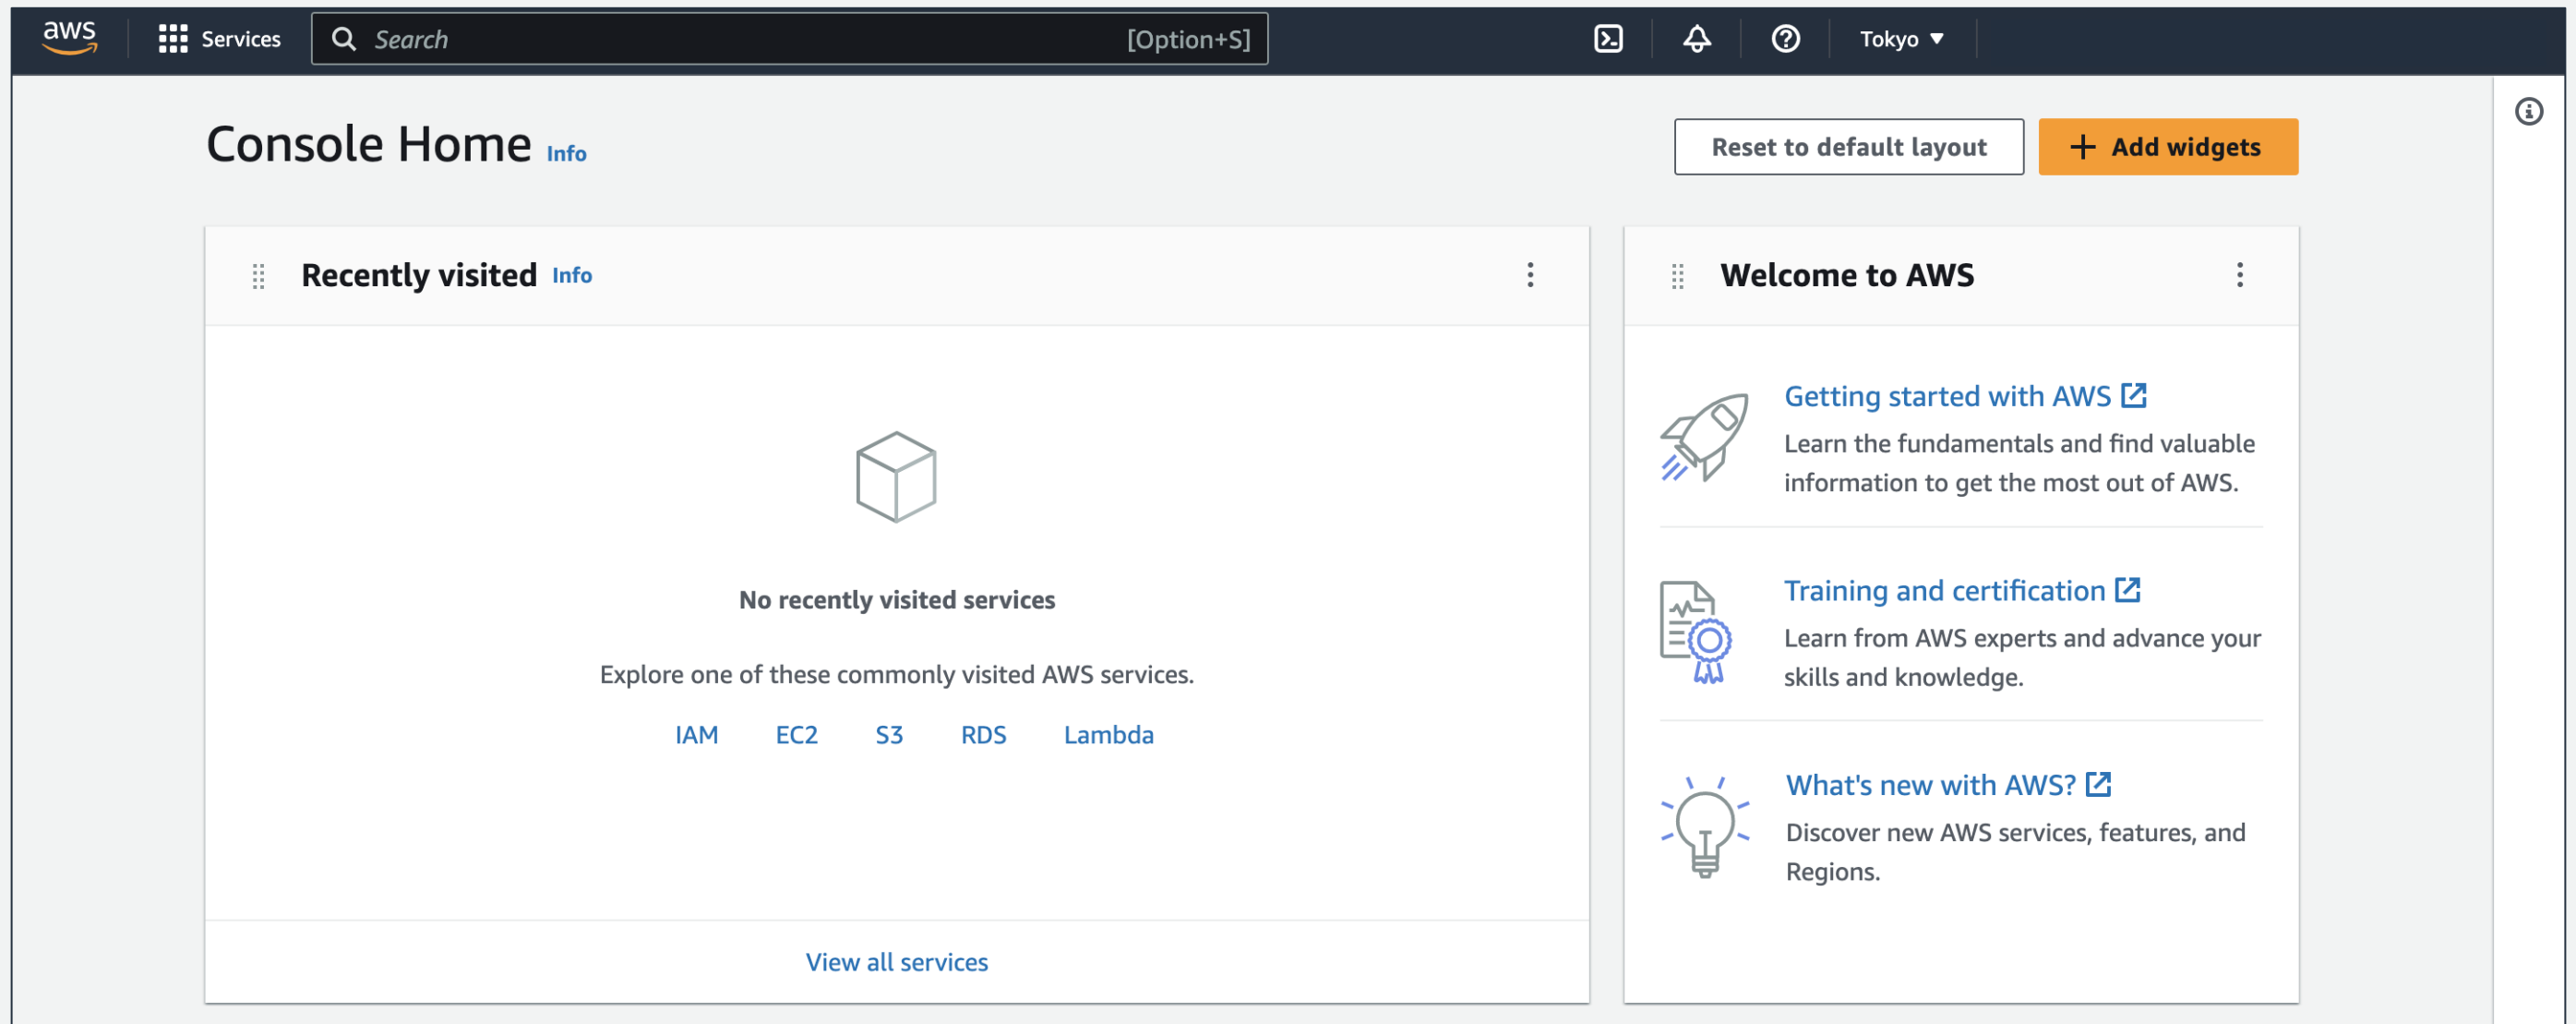 aws
Services
Search
[Option+S]
Tokyo
Console Home Info
Reset to default layout
Add widgets
Recently visited Info
No recently visited services
Explore one of these commonly visited AWS services.
IAM EC2 S3 RDS Lambda
View all services
Welcome to AWS
Getting started with AWS
Learn the fundamentals and find valuable
information to get the most out of AWS.
Training and certification
Learn from AWS experts and advance your
skills and knowledge.
What's new with AWS?
Discover new AWS services, features, and
Regions.